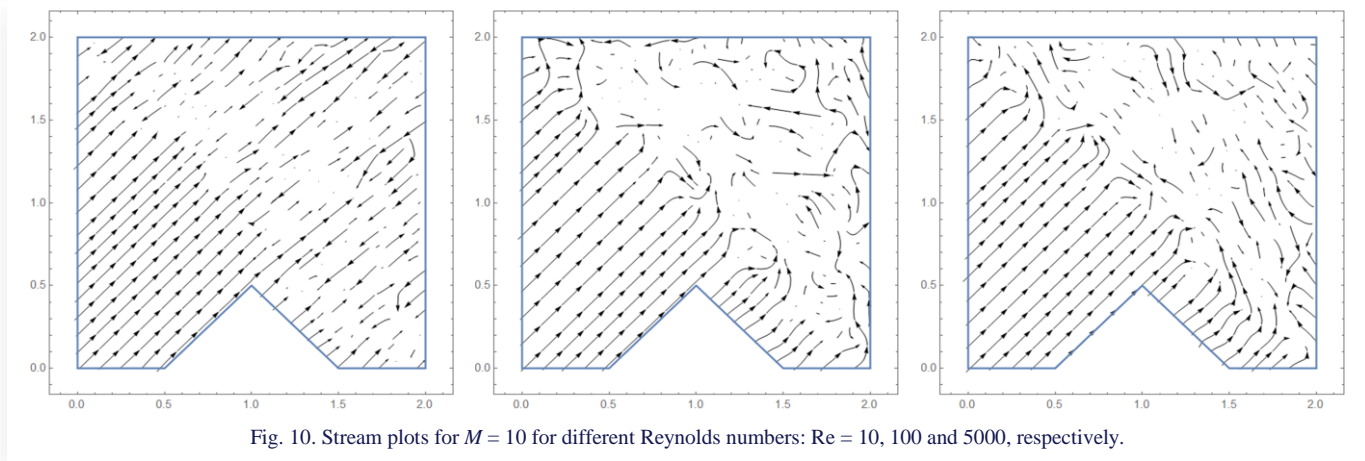 2.0 2.0 2.0
1.5 1.5 1.5
1.0 1.0 1.0
0.5 0.5 0.5
0.0 0.0 0.0
0.0 0.5 1.0 1.5 2.0 0.0 0.5 1.0 1.5 2.0 0.0 0.5 1.0 1.5 2.0
Fig. 10. Stream plots for M = 10 for different Reynolds numbers: Re = 10, 100 and 5000, respectively.